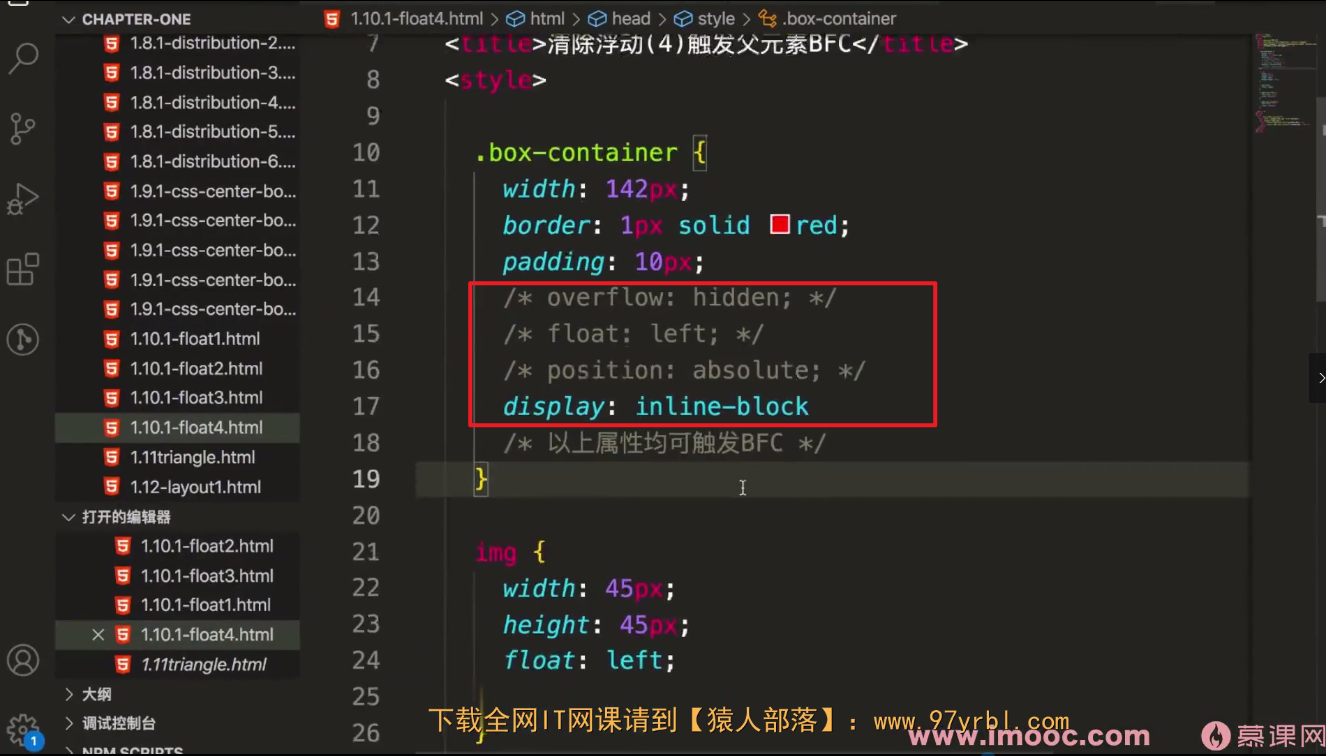 CHAPTER-ONE
1.8.1-distribution-2....
1.8.1-distribution-3....
1.8.1-distribution-4....
1.8.1-distribution-5....
1.8.1-distribution-6....
1.9.1-css-center-bo...
1.9.1-css-center-bo...
1.9.1-css-center-bo...
1.9.1-css-center-bo...
1.9.1-css-center-bo...
1.10.1-float1.html
1.10.1-float2.html
1.10.1-float3.html
1.10.1-float4.html
1.11triangle.html
1.12-layout1.html
打开的编辑器
1.10.1-float2.html
1.10.1-float3.html
1.10.1-float1.html
1.10.1-float4.html
1.11triangle.html
大纲
调试控制台
NPM SCRIPTS
1
1.10.1-float4.html > html > head > style > .box-container
7 <title>清除浮动(4)触发父元素BFC</title>
8 <style>
9
10 .box-container {
11 width: 142px;
12 border: 1px solid red;
13 padding: 10px;
14 /* overflow: hidden; */
15 /* float: left; */
16 /* position: absolute; */
17 display: inline-block
18 /* 以上属性均可触发BFC */
19 }
20
21 img {
22 width: 45px;
23 height: 45px;
24 float: left;
25
26 }
下载全网IT网课请到【猿人部落】：www.97yrbl.com
www.imooc.com
慕课网